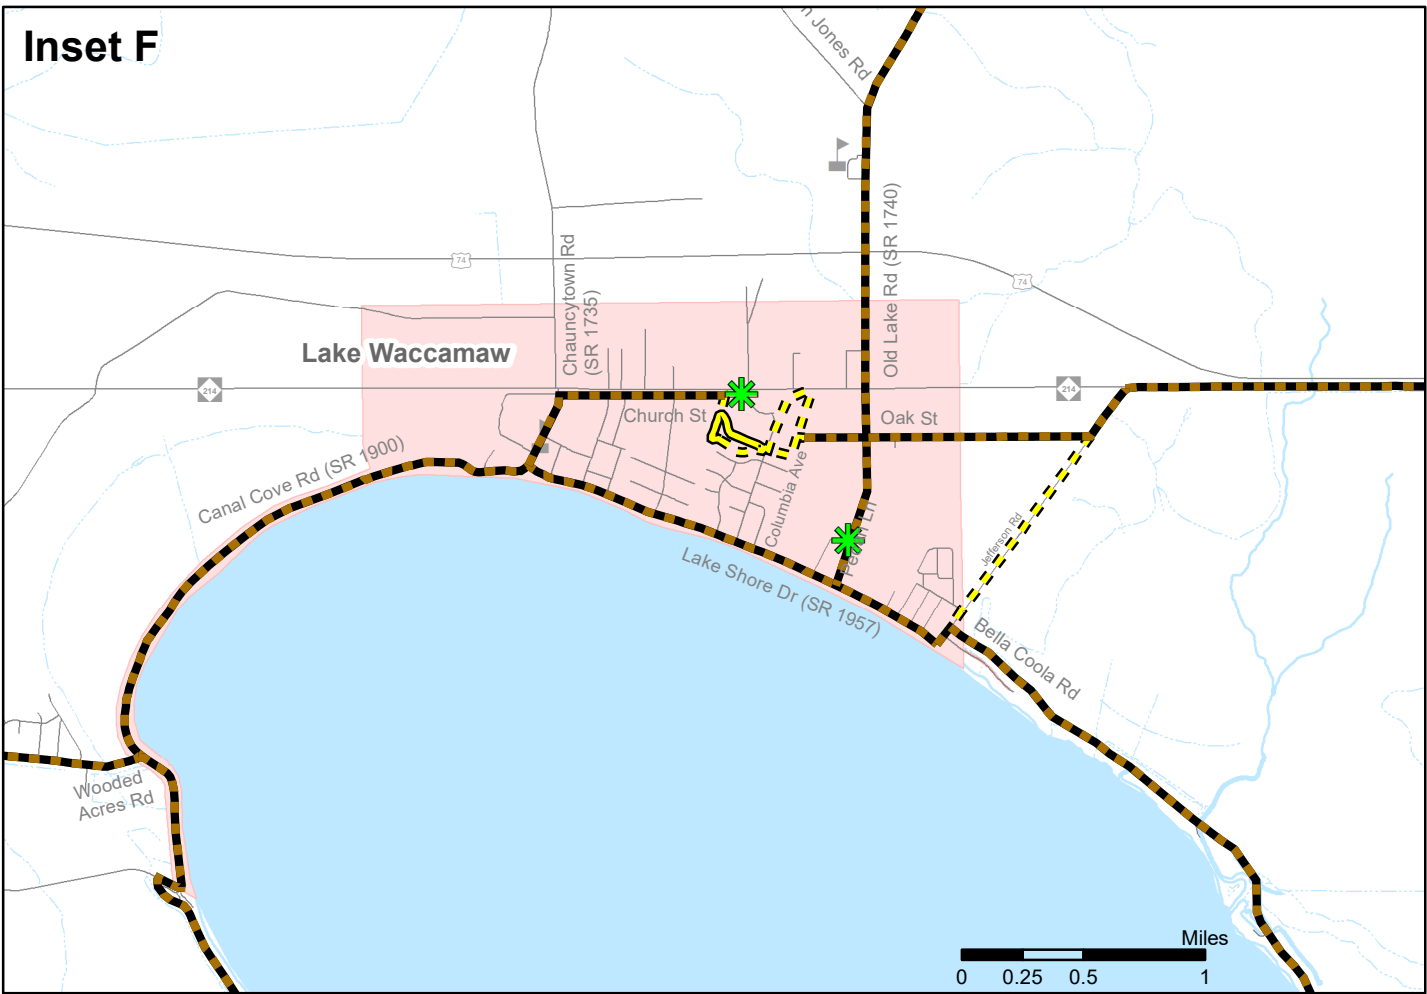 Inset F
Jones Rd
Old Lake Rd (SR 1740)
74
74
Chauncytown Rd
(SR 1735)
Lake Waccamaw
214
214
Church St
Oak St
Canal Cove Rd (SR 1900)
Columbia Ave
Jefferson Rd
Lake Shore Dr (SR 1957)
Bella Coola Rd
Wooded
Acres Rd
Miles
0 0.25 0.5 1